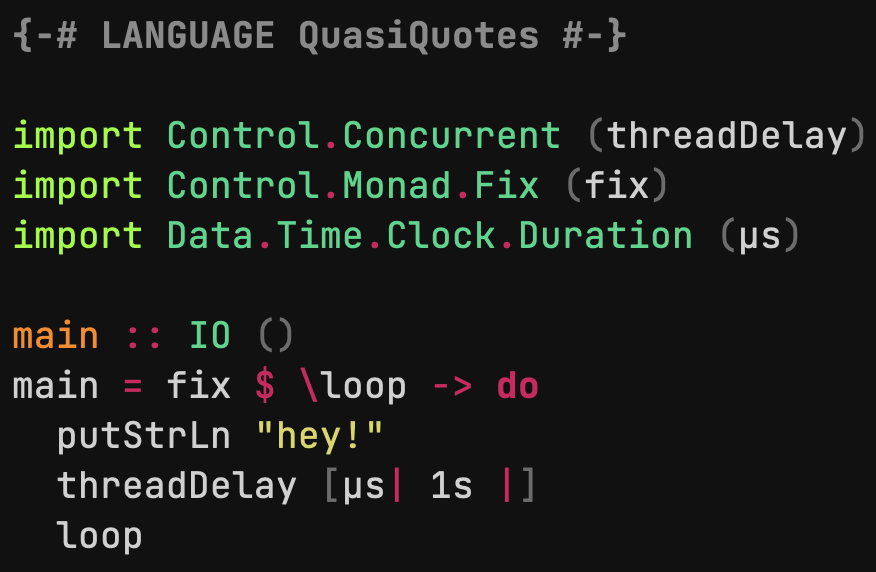 {-# LANGUAGE QuasiQuotes #-}
import Control.Concurrent (threadDelay)
import Control.Monad.Fix (fix)
import Data.Time.Clock.Duration (µs)
main :: IO ()
main = fix $ \loop -> do
  putStrLn "hey!"
  threadDelay [µs| 1s |]
  loop